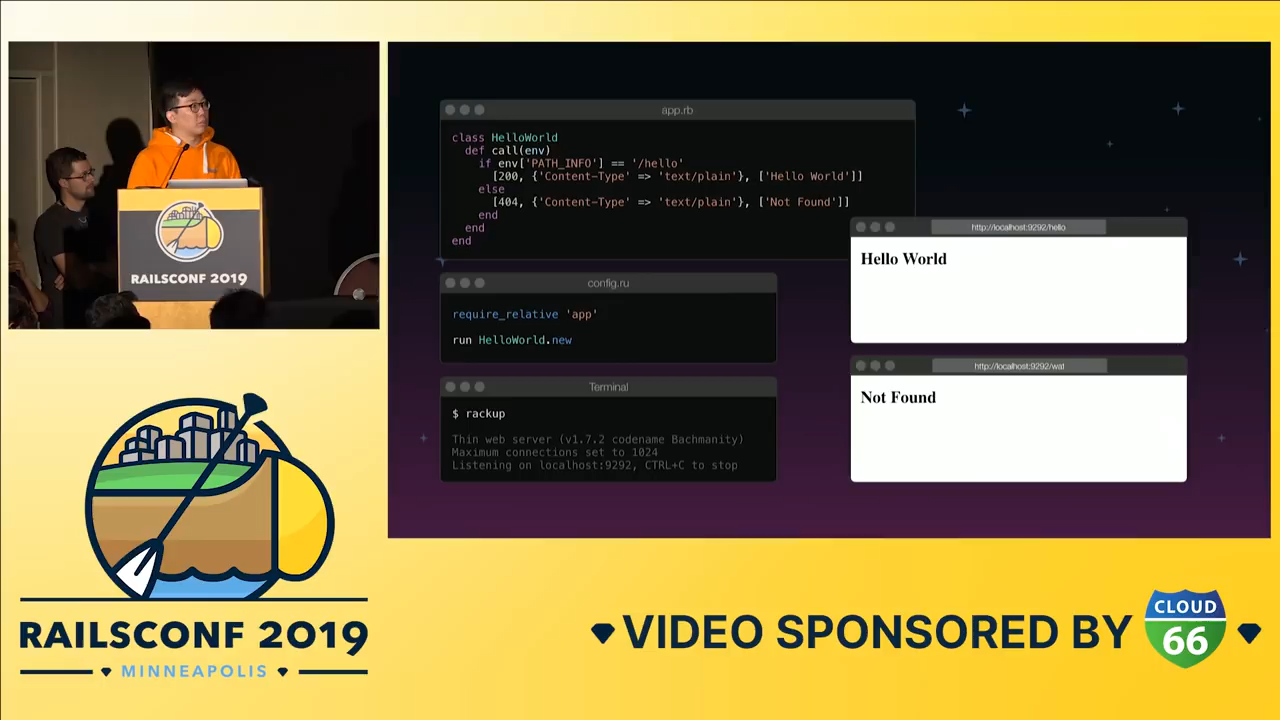 RAILSCONF 2019
app.rb
class HelloWorld
def call(env)
if env['PATH_INFO'] == '/hello'
[200, {'Content-Type' => 'text/plain'}, ['Hello World']]
else
[404, {'Content-Type' => 'text/plain'}, ['Not Found']]
end
end
end
config.ru
require_relative 'app'
run HelloWorld.new
Terminal
$ rackup
Thin web server (v1.7.2 codename Bachmanity)
Maximum connections set to 1024
Listening on localhost:9292, CTRL+C to stop
http://localhost:9292/hello
Hello World
http://localhost:9292/wat
Not Found
RAILSCONF 2019
MINNEAPOLIS
VIDEO SPONSORED BY
CLOUD
66